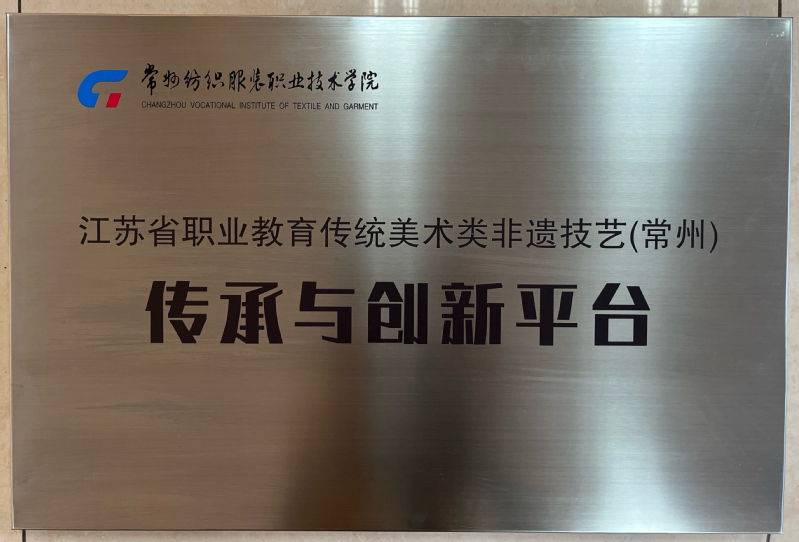 常州纺织服装职业技术学院
CHANGZHOU VOCATIONAL INSTITUTE OF TEXTILE AND GARMENT
江苏省职业教育传统美术类非遗技艺(常州)
传承与创新平台